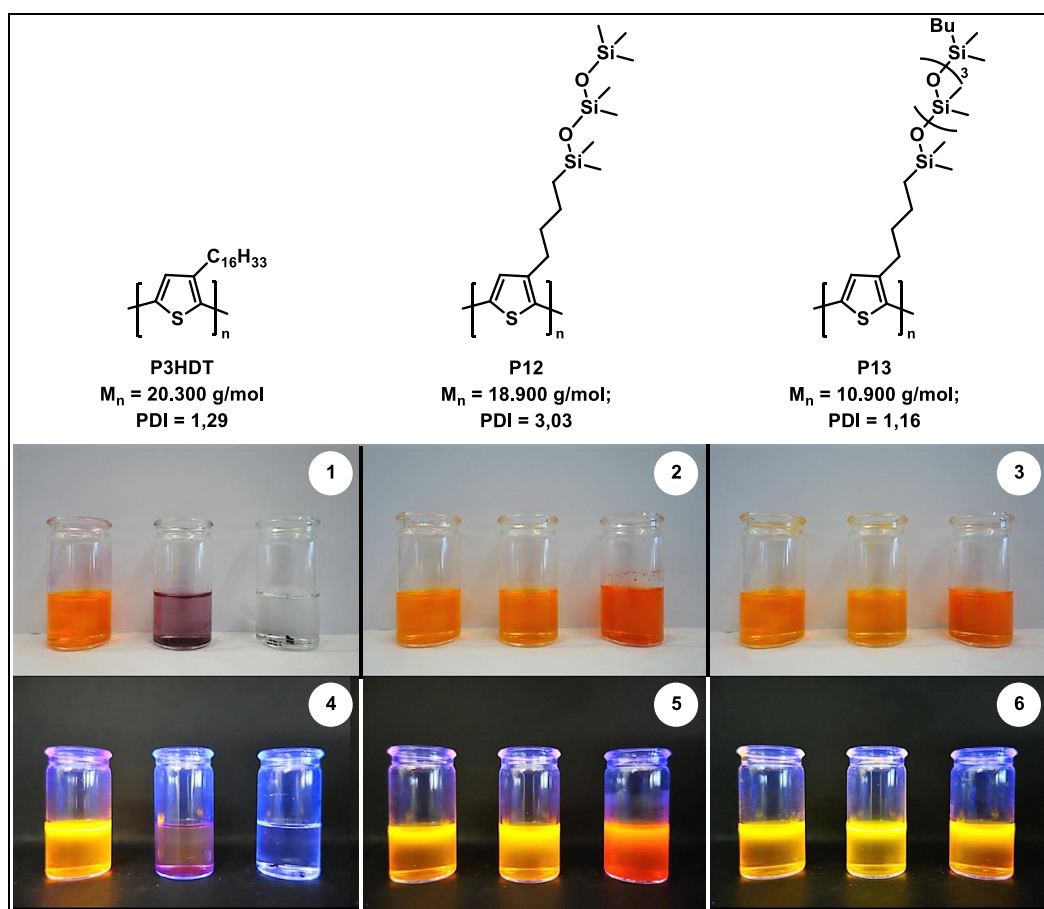 C₁₆H₃₃
S
n
P3HDT
Mₙ = 20.300 g/mol
PDI = 1,29
Si
O
Si
O
Si
S
n
P12
Mₙ = 18.900 g/mol;
PDI = 3,03
Bu
Si
3
O
Si
O
Si
S
n
P13
Mₙ = 10.900 g/mol;
PDI = 1,16
1
2
3
4
5
6